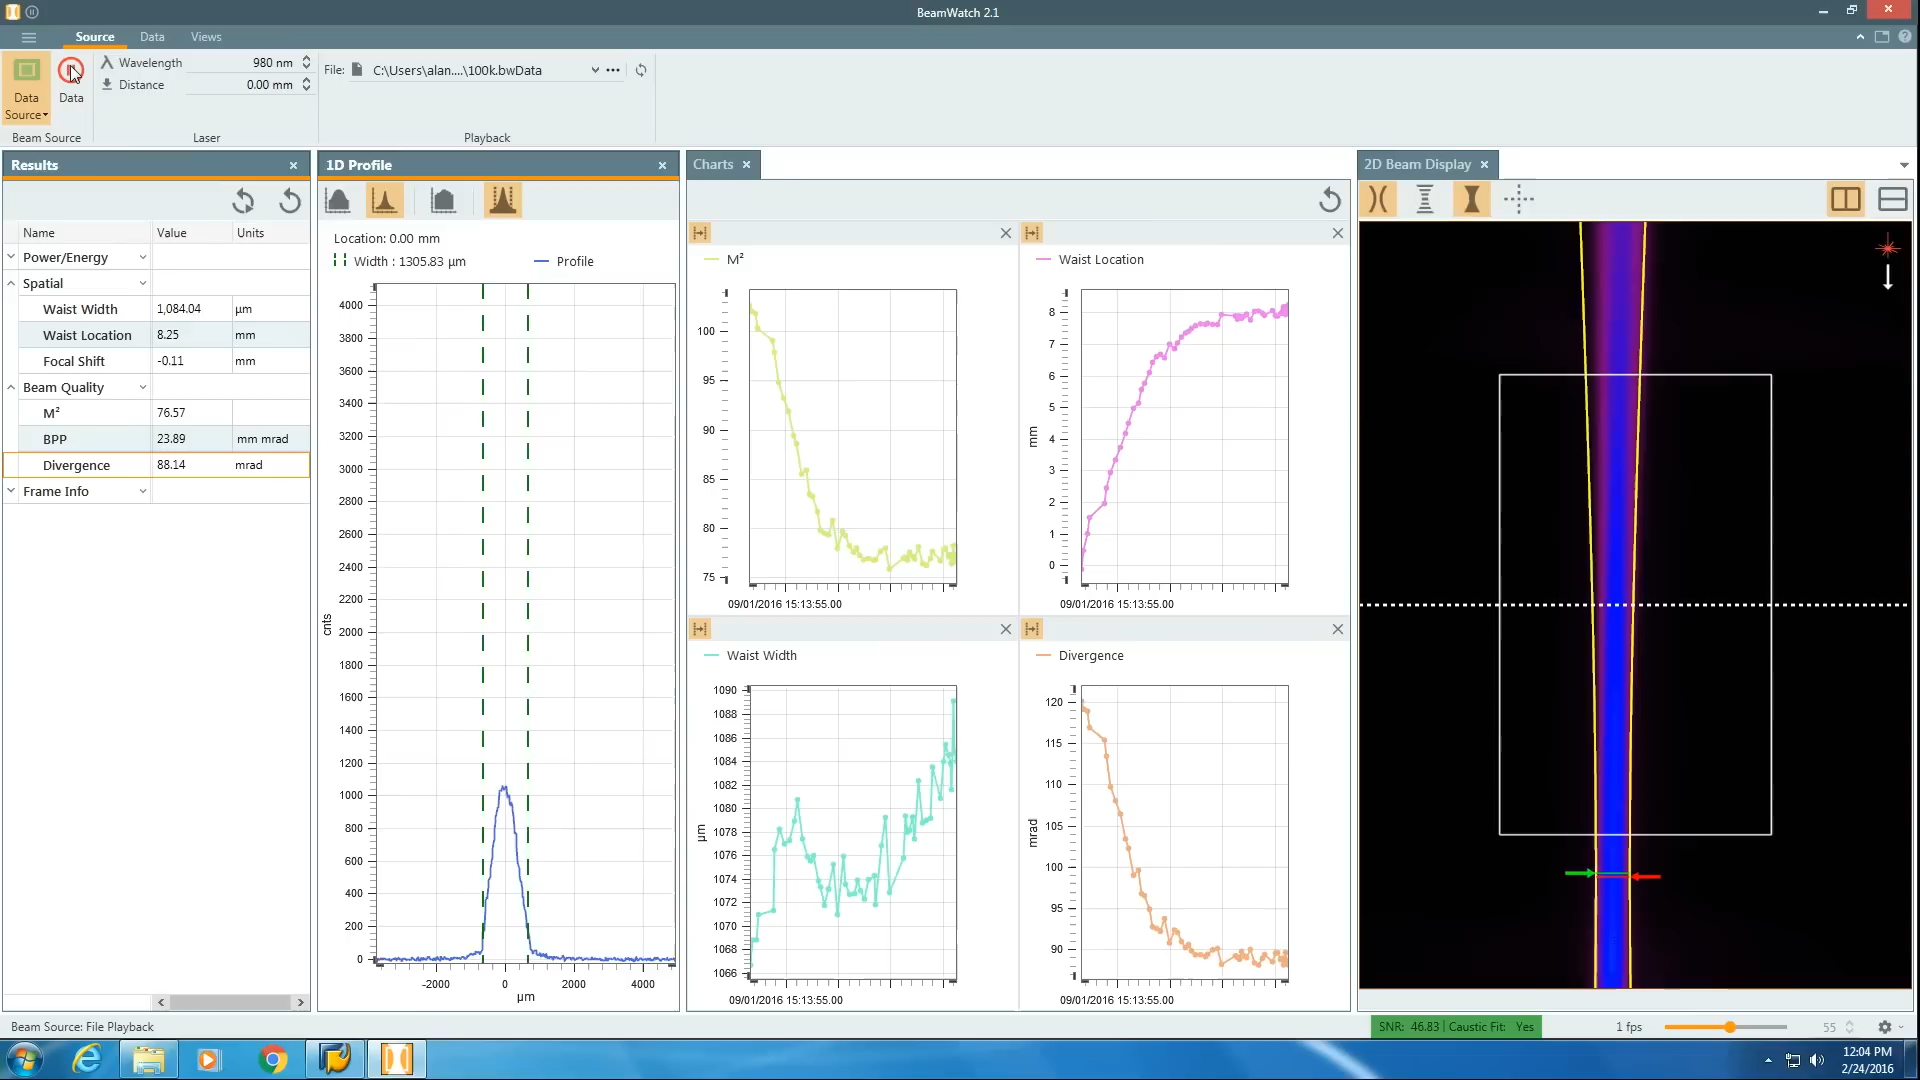 BeamWatch 2.1
Source Data Views
Data Source
Data
Beam Source
Wavelength 980 nm
Distance 0.00 mm
Laser
File: C:\Users\alan....\100k.bwData
Playback
Results
Name Value Units
Power/Energy
Spatial
Waist Width 1,084.04 µm
Waist Location 8.25 mm
Focal Shift -0.11 mm
Beam Quality
M² 76.57
BPP 23.89 mm mrad
Divergence 88.14 mrad
Frame Info
1D Profile
Location: 0.00 mm
Width : 1305.83 µm
Profile
4000
3800
3600
3400
3200
3000
2800
2600
2400
2200
2000
1800
1600
1400
1200
1000
800
600
400
200
0
cnts
-2000 0 2000 4000
µm
Charts
M²
100
95
90
85
80
75
09/01/2016 15:13:55.00
Waist Location
8
7
6
5
4
3
2
1
0
mm
09/01/2016 15:13:55.00
Waist Width
1090
1088
1086
1084
1082
1080
1078
1076
1074
1072
1070
1068
1066
µm
09/01/2016 15:13:55.00
Divergence
120
115
110
105
100
95
90
mrad
09/01/2016 15:13:55.00
2D Beam Display
Beam Source: File Playback
SNR: 46.83 | Caustic Fit: Yes
1 fps
55
12:04 PM
2/24/2016